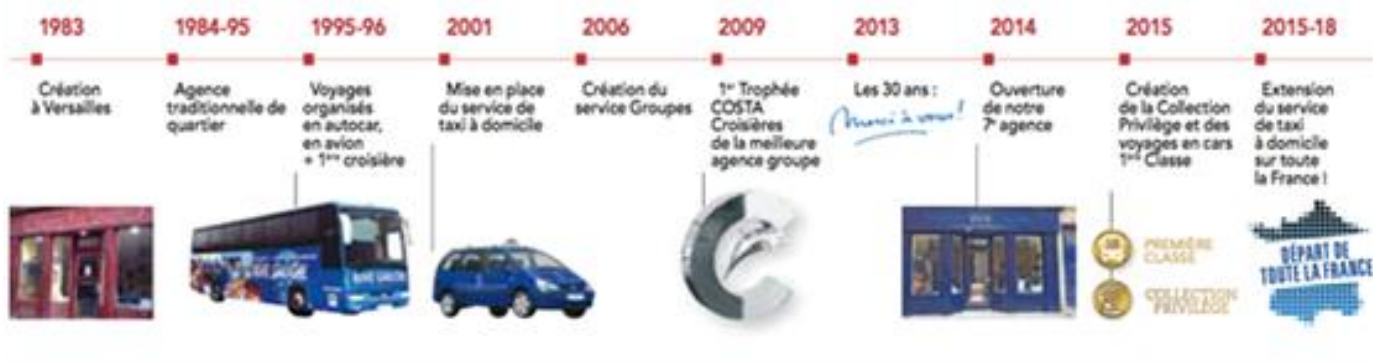 1983
Création
à Versailles
1984-95
Agence
traditionnelle de
quartier
1995-96
Voyages
organisés
en autocar,
en avion
+ 1ère croisière
2001
Mise en place
du service de
taxi à domicile
2006
Création du
service Groupes
2009
1er Trophée
COSTA
Croisières
de la meilleure
agence groupe
2013
Les 30 ans :
Merci à vous !
2014
Ouverture
de notre
7e agence
2015
Création
de la Collection
Privilège et des
voyages en cars
1ère Classe
2015-18
Extension
du service
de taxi
à domicile
sur toute
la France !
PREMIÈRE
CLASSE
COLLECTION
PRIVILÈGE
DÉPART DE
TOUTE LA FRANCE